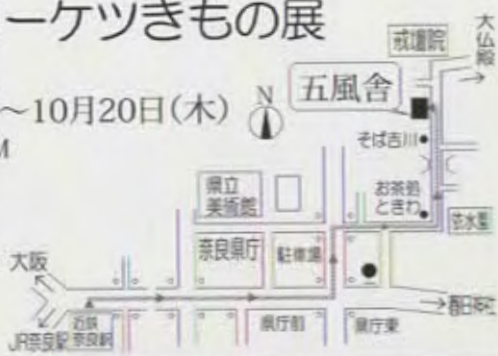 ーケツきもの展
～10月20日(木)
M
N
五風舎
戒壇院
大仏殿
そば吉川
お茶処
ときわ
依水園
県立
美術館
奈良県庁
駐車場
大阪
JR奈良駅
近鉄
奈良駅
県庁前
県庁東
春日大社